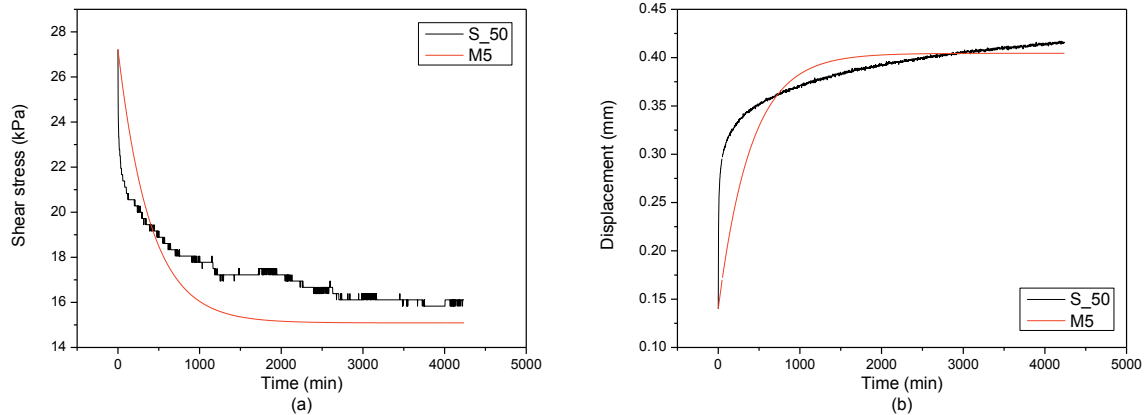 28
26
24
22
20
18
16
14
Shear stress (kPa)
0
1000
2000
3000
4000
5000
Time (min)
S_50
M5
(a)
0.45
0.40
0.35
0.30
0.25
0.20
0.15
0.10
Displacement (mm)
0
1000
2000
3000
4000
5000
Time (min)
S_50
M5
(b)